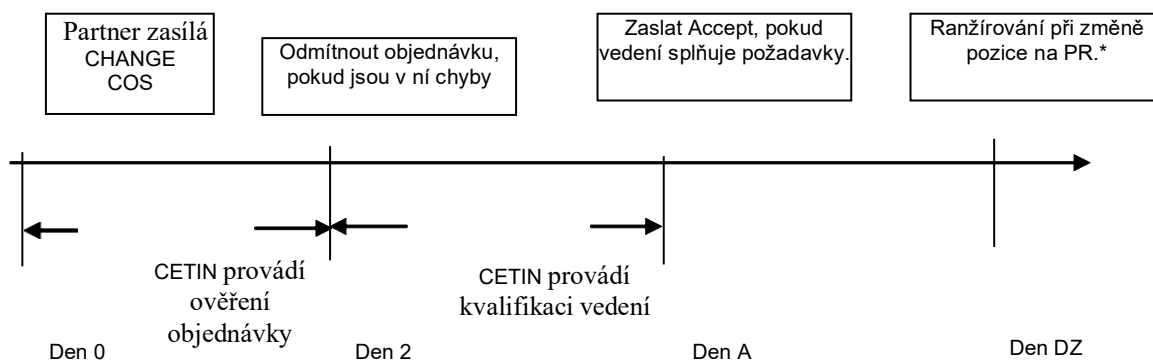 Partner zasílá
CHANGE
COS
Odmítnout objednávku,
pokud jsou v ní chyby
Zaslat Accept, pokud
vedení splňuje požadavky.
Ranžírování při změně
pozice na PR.*
CETIN provádí
ověření
objednávky
CETIN provádí
kvalifikaci vedení
Den 0
Den 2
Den A
Den DZ